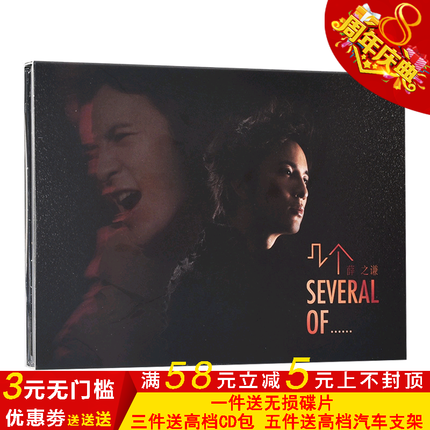 8
周年庆典
几个
薛之谦
SEVERAL
OF......
3元无门槛
优惠券送送送
满58元立减5元上不封顶
一件送无损碟片
三件送高档CD包 五件送高档汽车支架